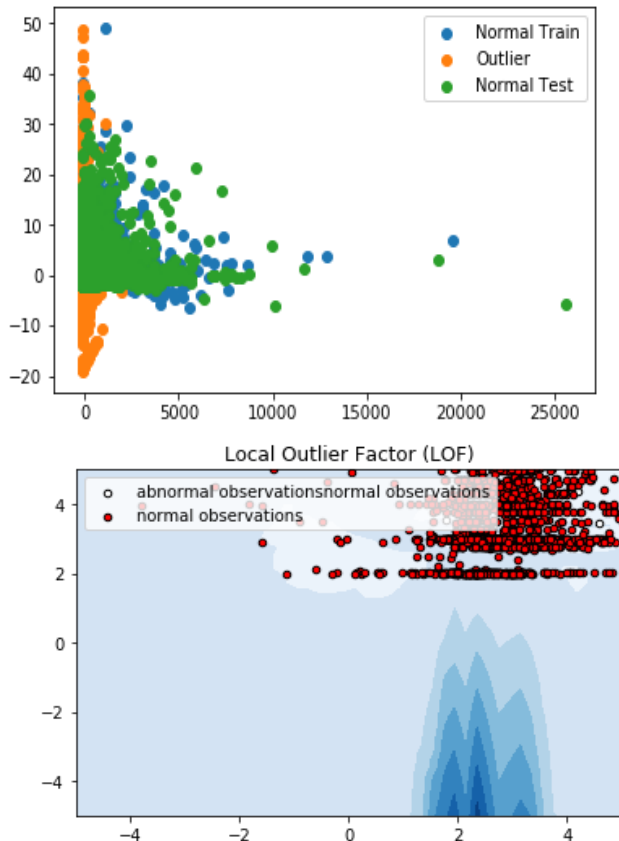 50
40
30
20
10
0
−10
−20
Normal Train
Outlier
Normal Test
0 5000 10000 15000 20000 25000
Local Outlier Factor (LOF)
abnormal observationsnormal observations
normal observations
4
2
0
−2
−4
−4 −2 0 2 4